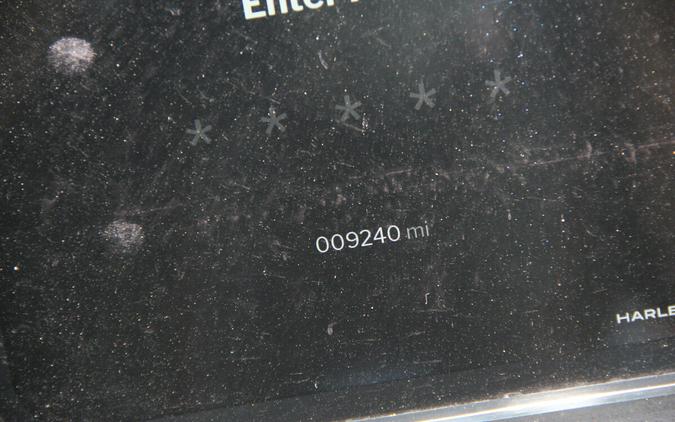 Enter
* * * * *
009240 mi
HARLE